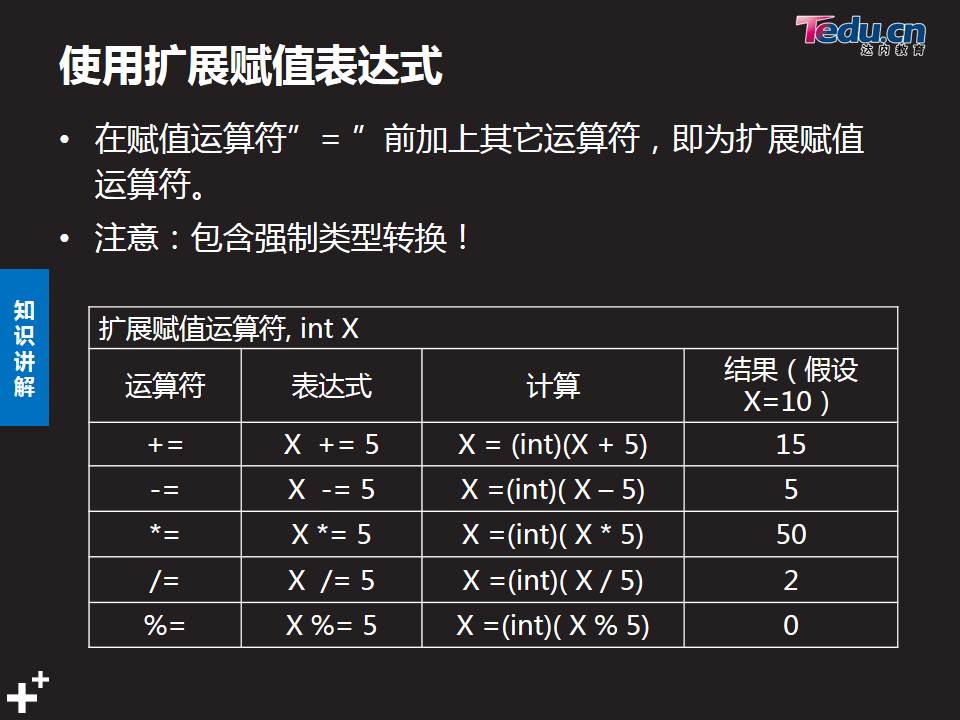 Tedu.cn
达内教育
使用扩展赋值表达式
• 在赋值运算符”＝”前加上其它运算符，即为扩展赋值
运算符。
• 注意：包含强制类型转换！
知
识
讲
解
扩展赋值运算符, int X
运算符 表达式 计算 结果（假设
X=10）
+= X += 5 X = (int)(X + 5) 15
-= X -= 5 X =(int)( X – 5) 5
*= X *= 5 X =(int)( X * 5) 50
/= X /= 5 X =(int)( X / 5) 2
%= X %= 5 X =(int)( X % 5) 0